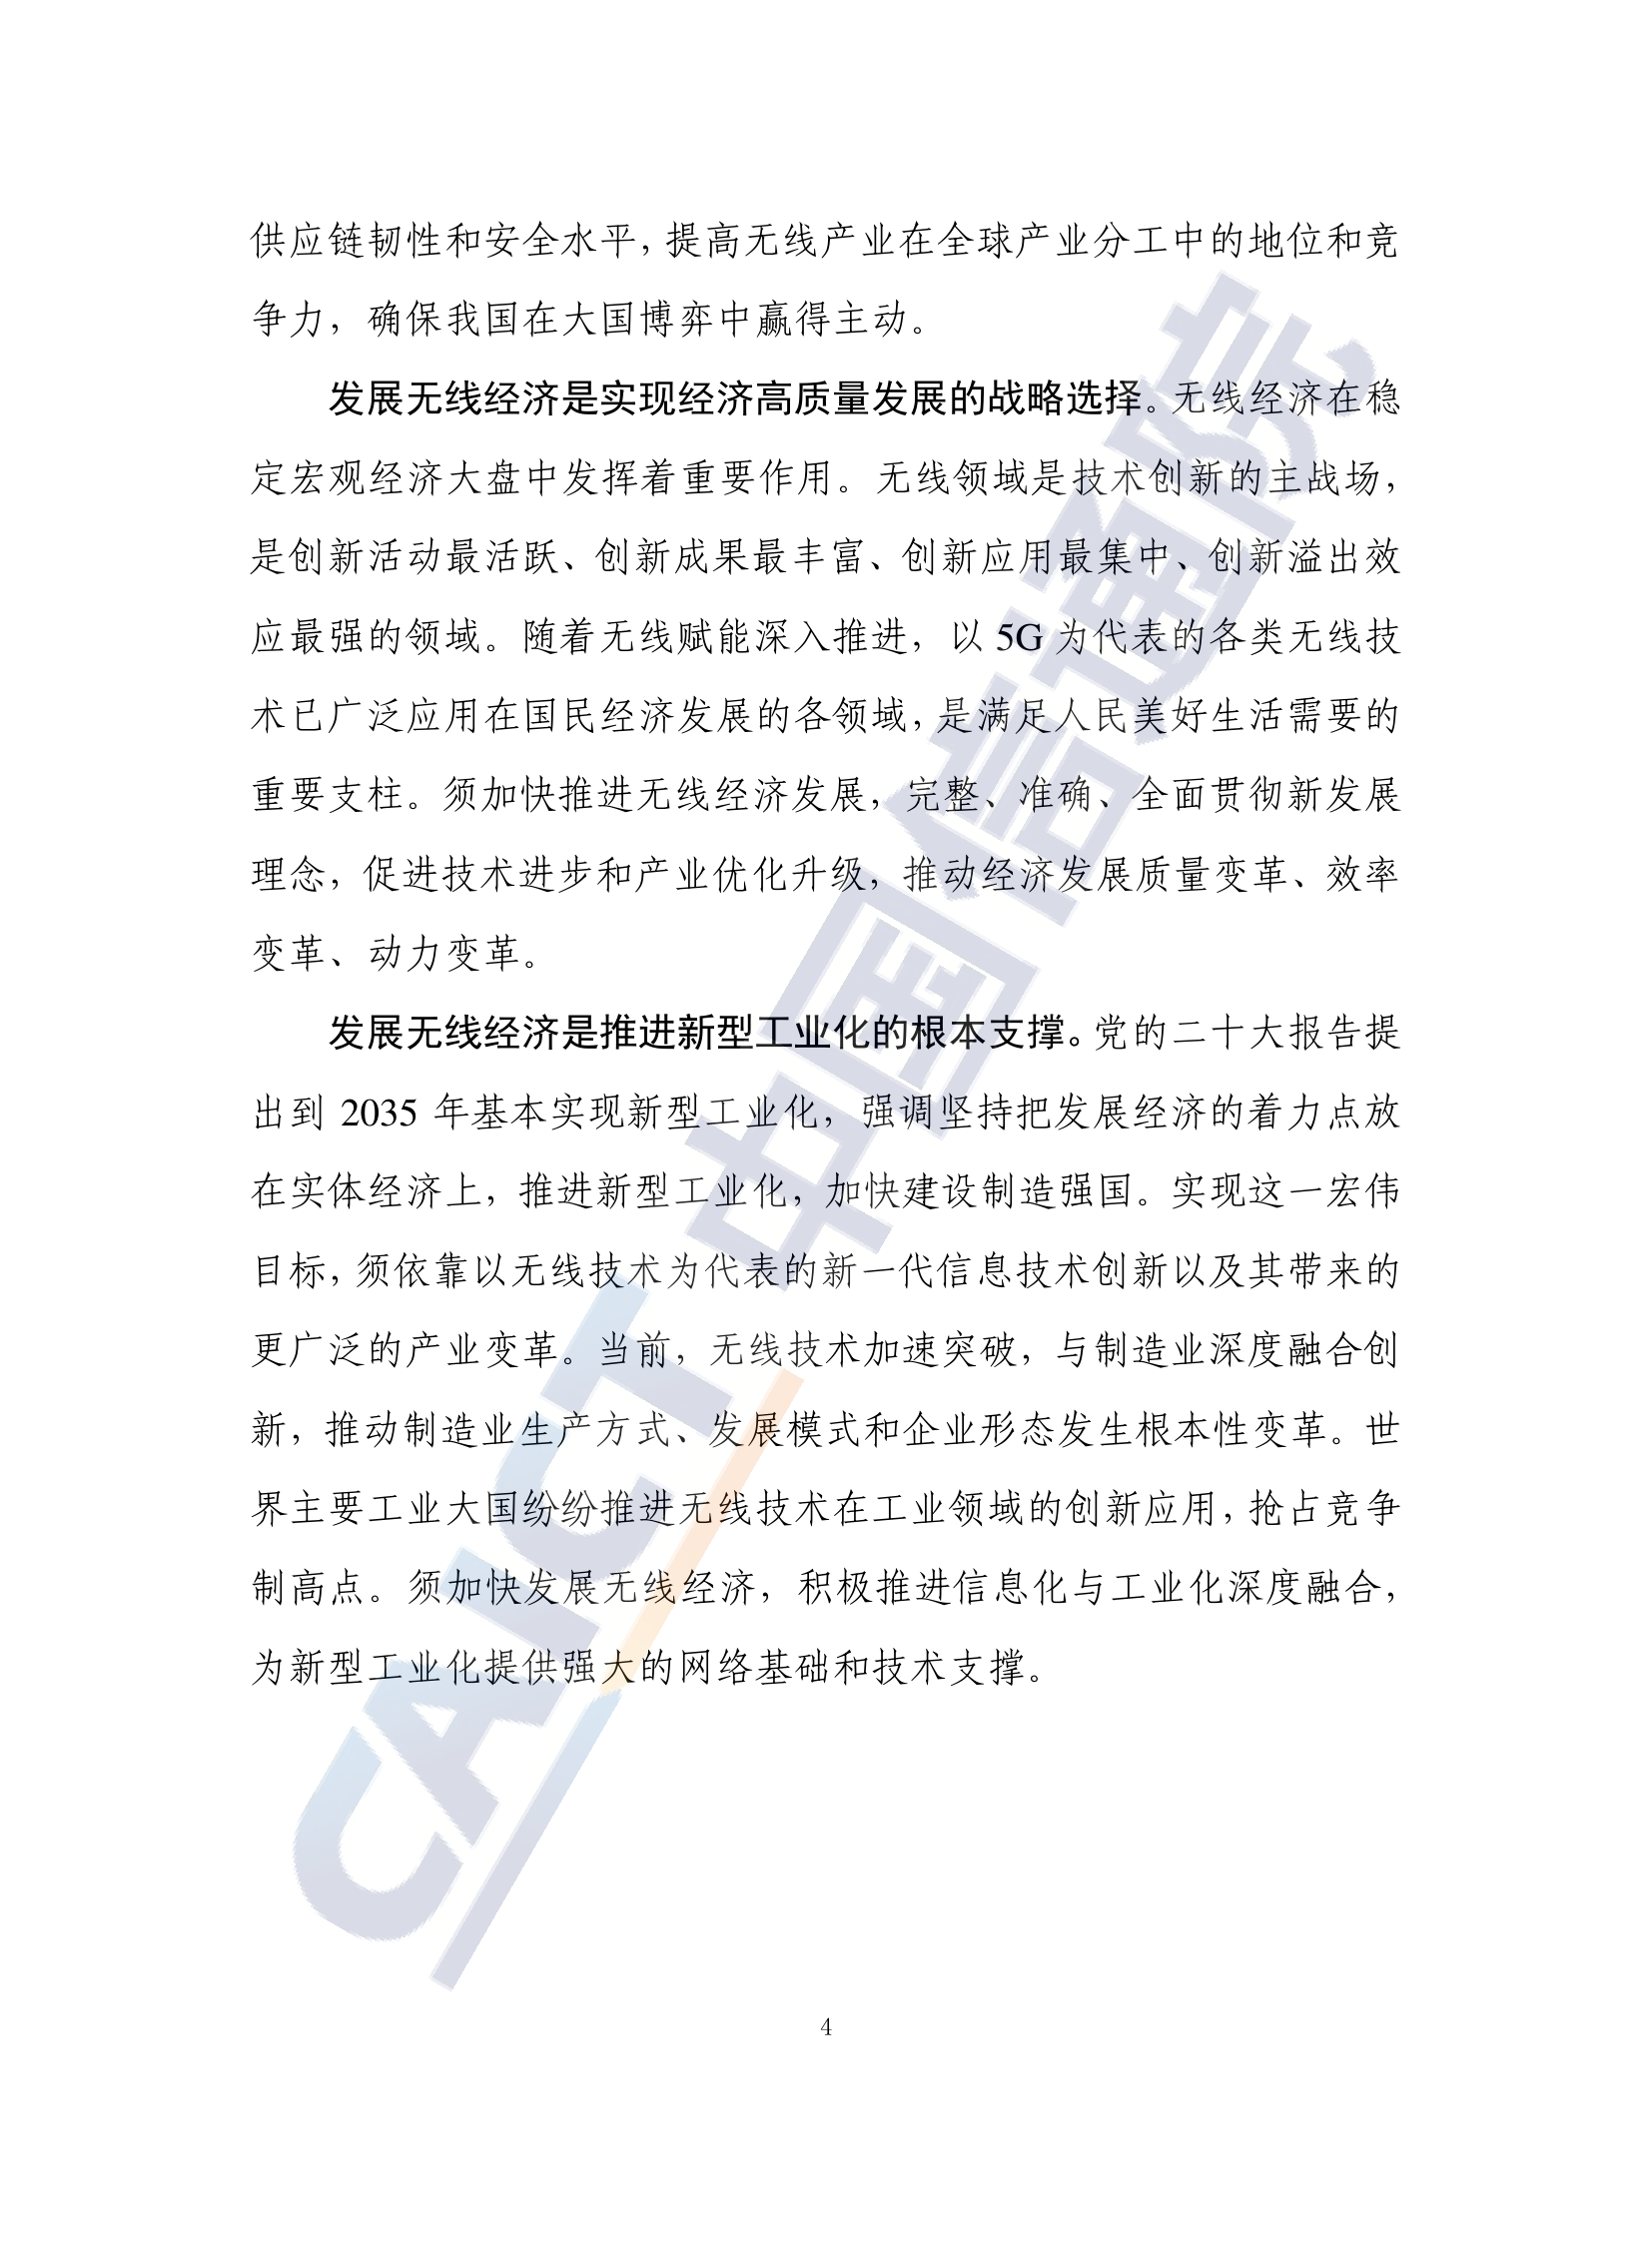 供应链韧性和安全水平，提高无线产业在全球产业分工中的地位和竞
争力，确保我国在大国博弈中赢得主动。
发展无线经济是实现经济高质量发展的战略选择。无线经济在稳
定宏观经济大盘中发挥着重要作用。无线领域是技术创新的主战场，
是创新活动最活跃、创新成果最丰富、创新应用最集中、创新溢出效
应最强的领域。随着无线赋能深入推进，以 5G 为代表的各类无线技
术已广泛应用在国民经济发展的各领域，是满足人民美好生活需要的
重要支柱。须加快推进无线经济发展，完整、准确、全面贯彻新发展
理念，促进技术进步和产业优化升级，推动经济发展质量变革、效率
变革、动力变革。
发展无线经济是推进新型工业化的根本支撑。党的二十大报告提
出到 2035 年基本实现新型工业化，强调坚持把发展经济的着力点放
在实体经济上，推进新型工业化，加快建设制造强国。实现这一宏伟
目标，须依靠以无线技术为代表的新一代信息技术创新以及其带来的
更广泛的产业变革。当前，无线技术加速突破，与制造业深度融合创
新，推动制造业生产方式、发展模式和企业形态发生根本性变革。世
界主要工业大国纷纷推进无线技术在工业领域的创新应用，抢占竞争
制高点。须加快发展无线经济，积极推进信息化与工业化深度融合，
为新型工业化提供强大的网络基础和技术支撑。
CAICT 中国信通院
4